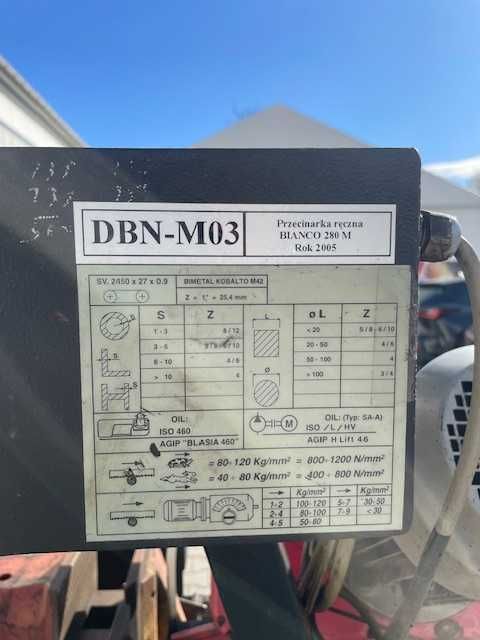 DBN-M03
Przecinarka ręczna
BIANCO 280 M
Rok 2005
SV. 2450 x 27 x 0.9
BIMETAL KOBALTO M42
Z = 1" = 25,4 mm
S Z
1 - 3 8/12
3 - 6
6 - 10 4/6
> 10 4
L
ø L Z
< 20 5/8 - 6/10
20 - 50 4/6
50 - 100 4
> 100 3/4
S
S
S
Ø
OIL:
ISO 460
AGIP "BLASIA 460"
M
OIL: (Typ: SA-A)
ISO /L/HV
AGIP H Lift 46
= 80÷120 Kg/mm² = 800÷1200 N/mm²
= 40 ÷ 80 Kg/mm² = 400 ÷ 800 N/mm²
Kg/mm² Kg/mm²
1-2 100-120 5-7 30-50
2-4 80-100 7-9 < 30
4-5 50-80